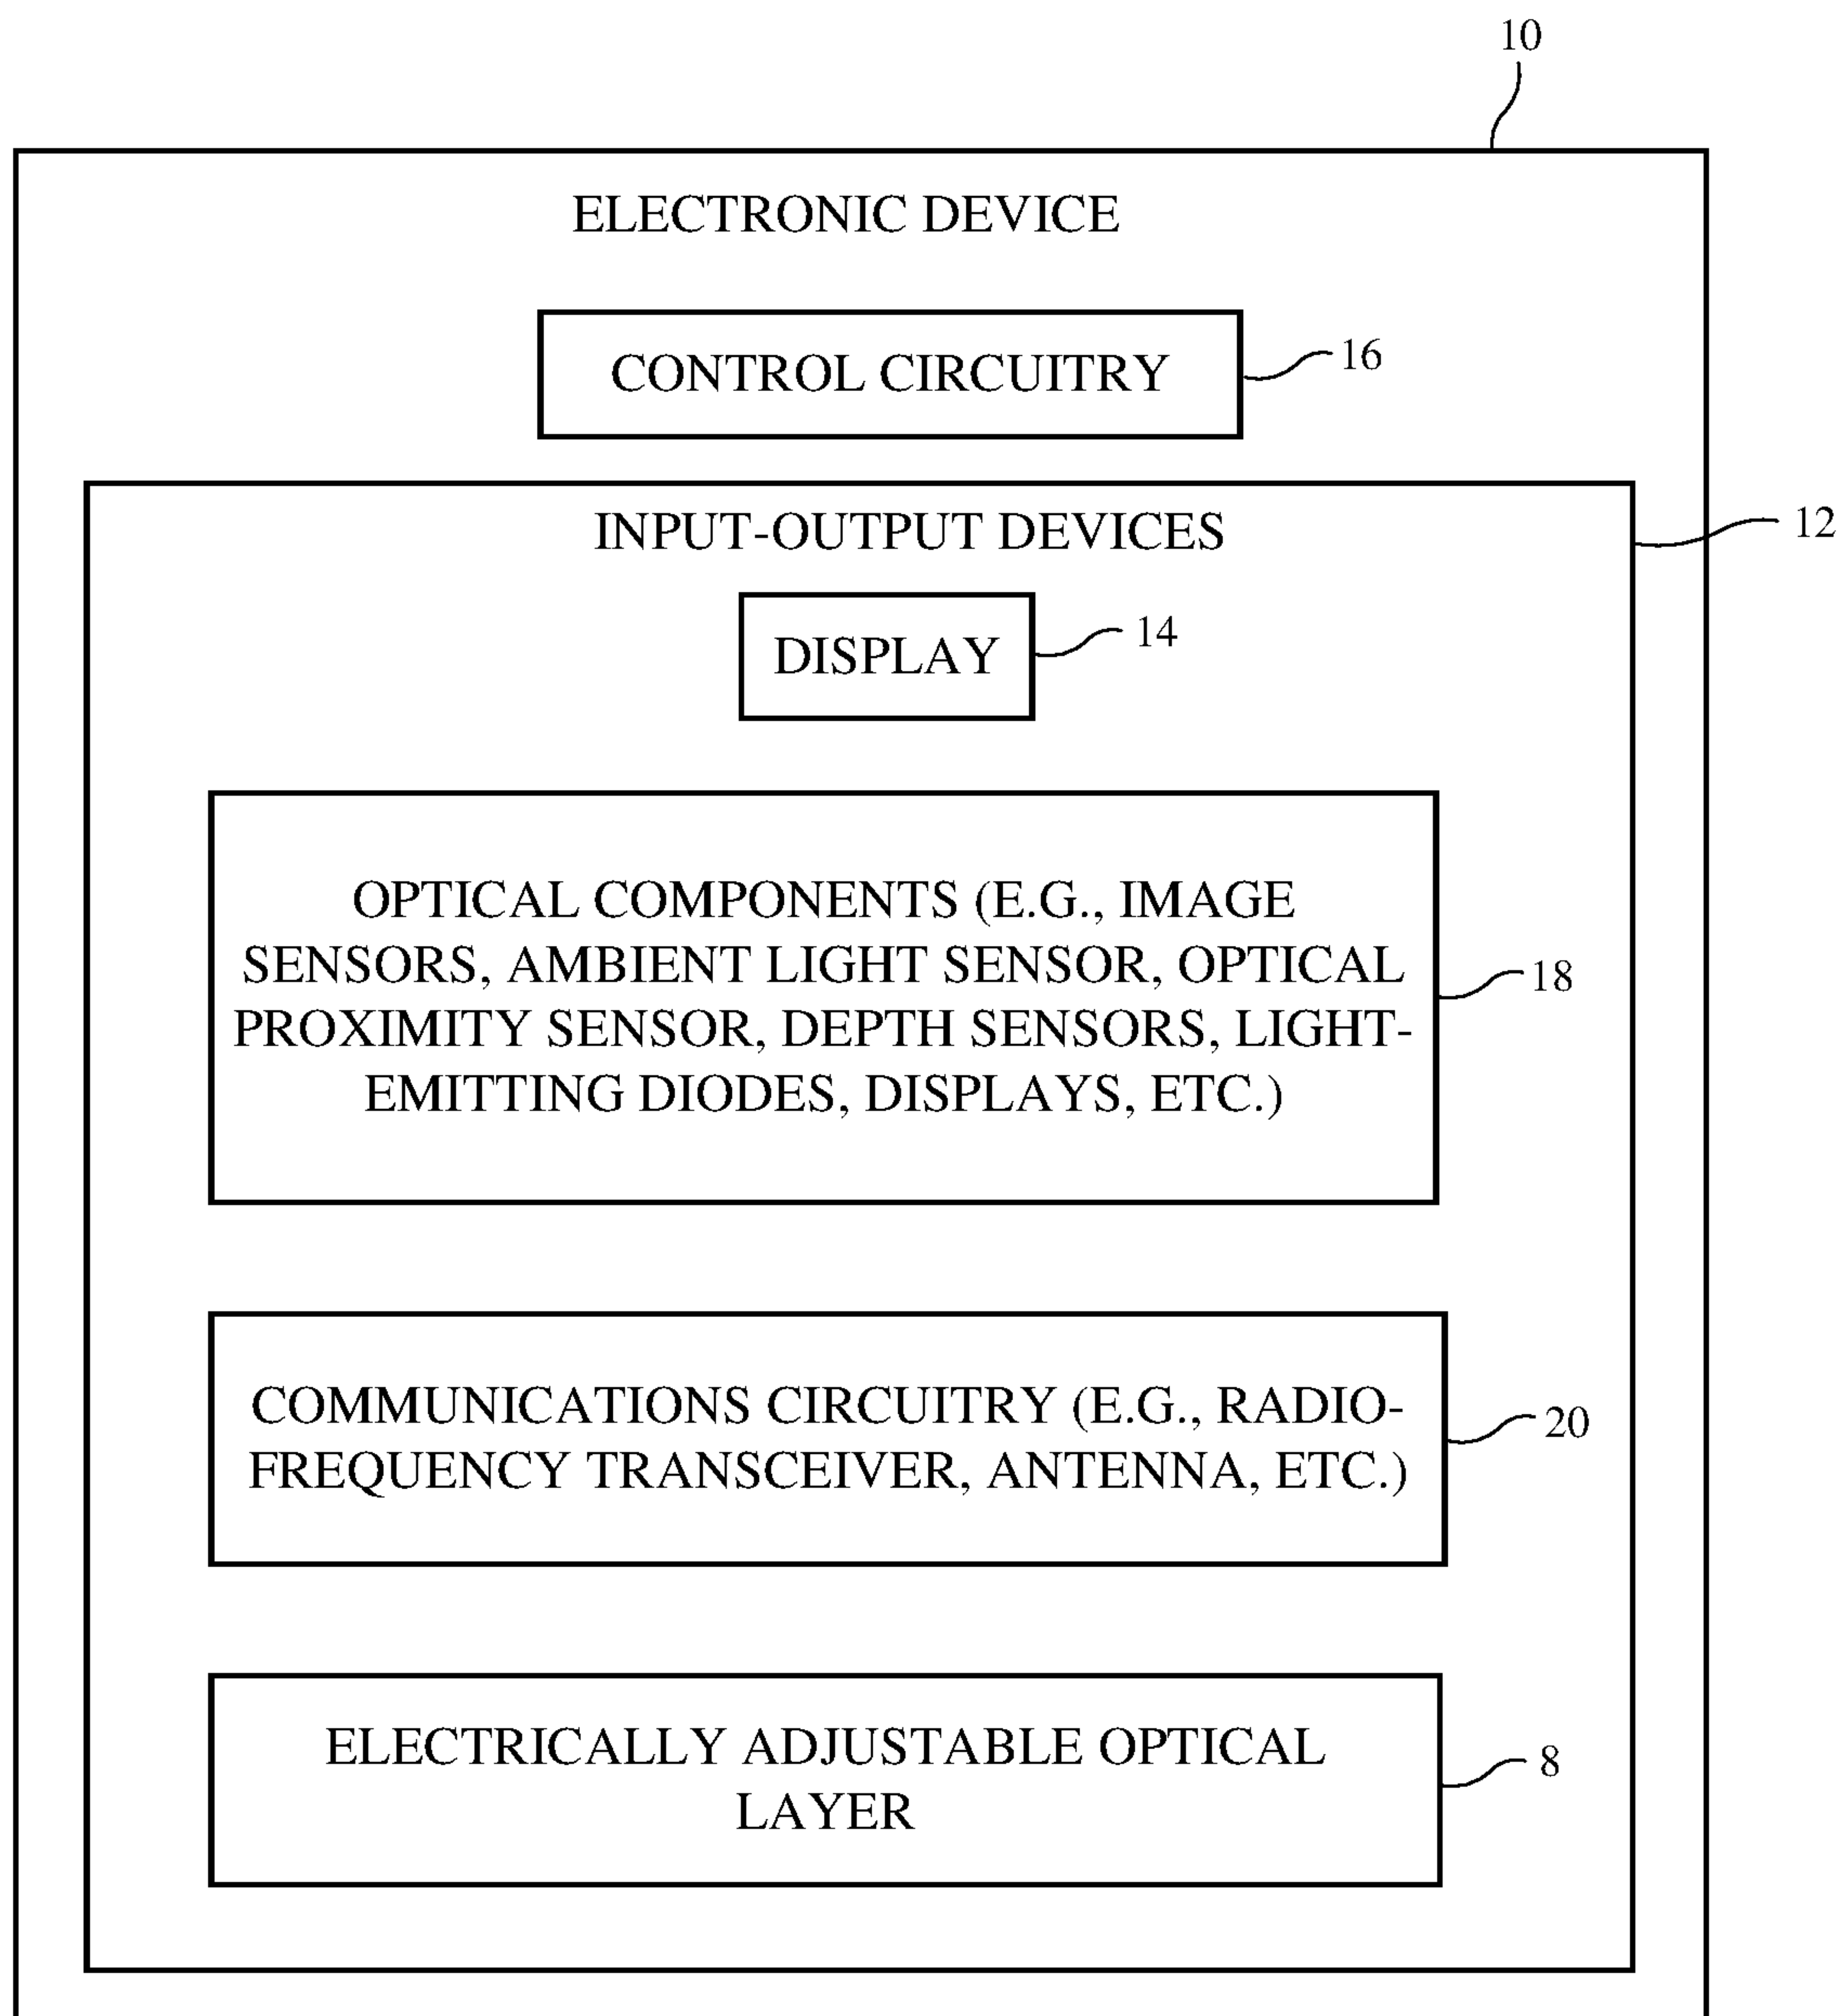 10
ELECTRONIC DEVICE
CONTROL CIRCUITRY
16
INPUT-OUTPUT DEVICES
12
DISPLAY
14
OPTICAL COMPONENTS (E.G., IMAGE
SENSORS, AMBIENT LIGHT SENSOR, OPTICAL
PROXIMITY SENSOR, DEPTH SENSORS, LIGHT-
EMITTING DIODES, DISPLAYS, ETC.)
18
COMMUNICATIONS CIRCUITRY (E.G., RADIO-
FREQUENCY TRANSCEIVER, ANTENNA, ETC.)
20
ELECTRICALLY ADJUSTABLE OPTICAL
LAYER
8